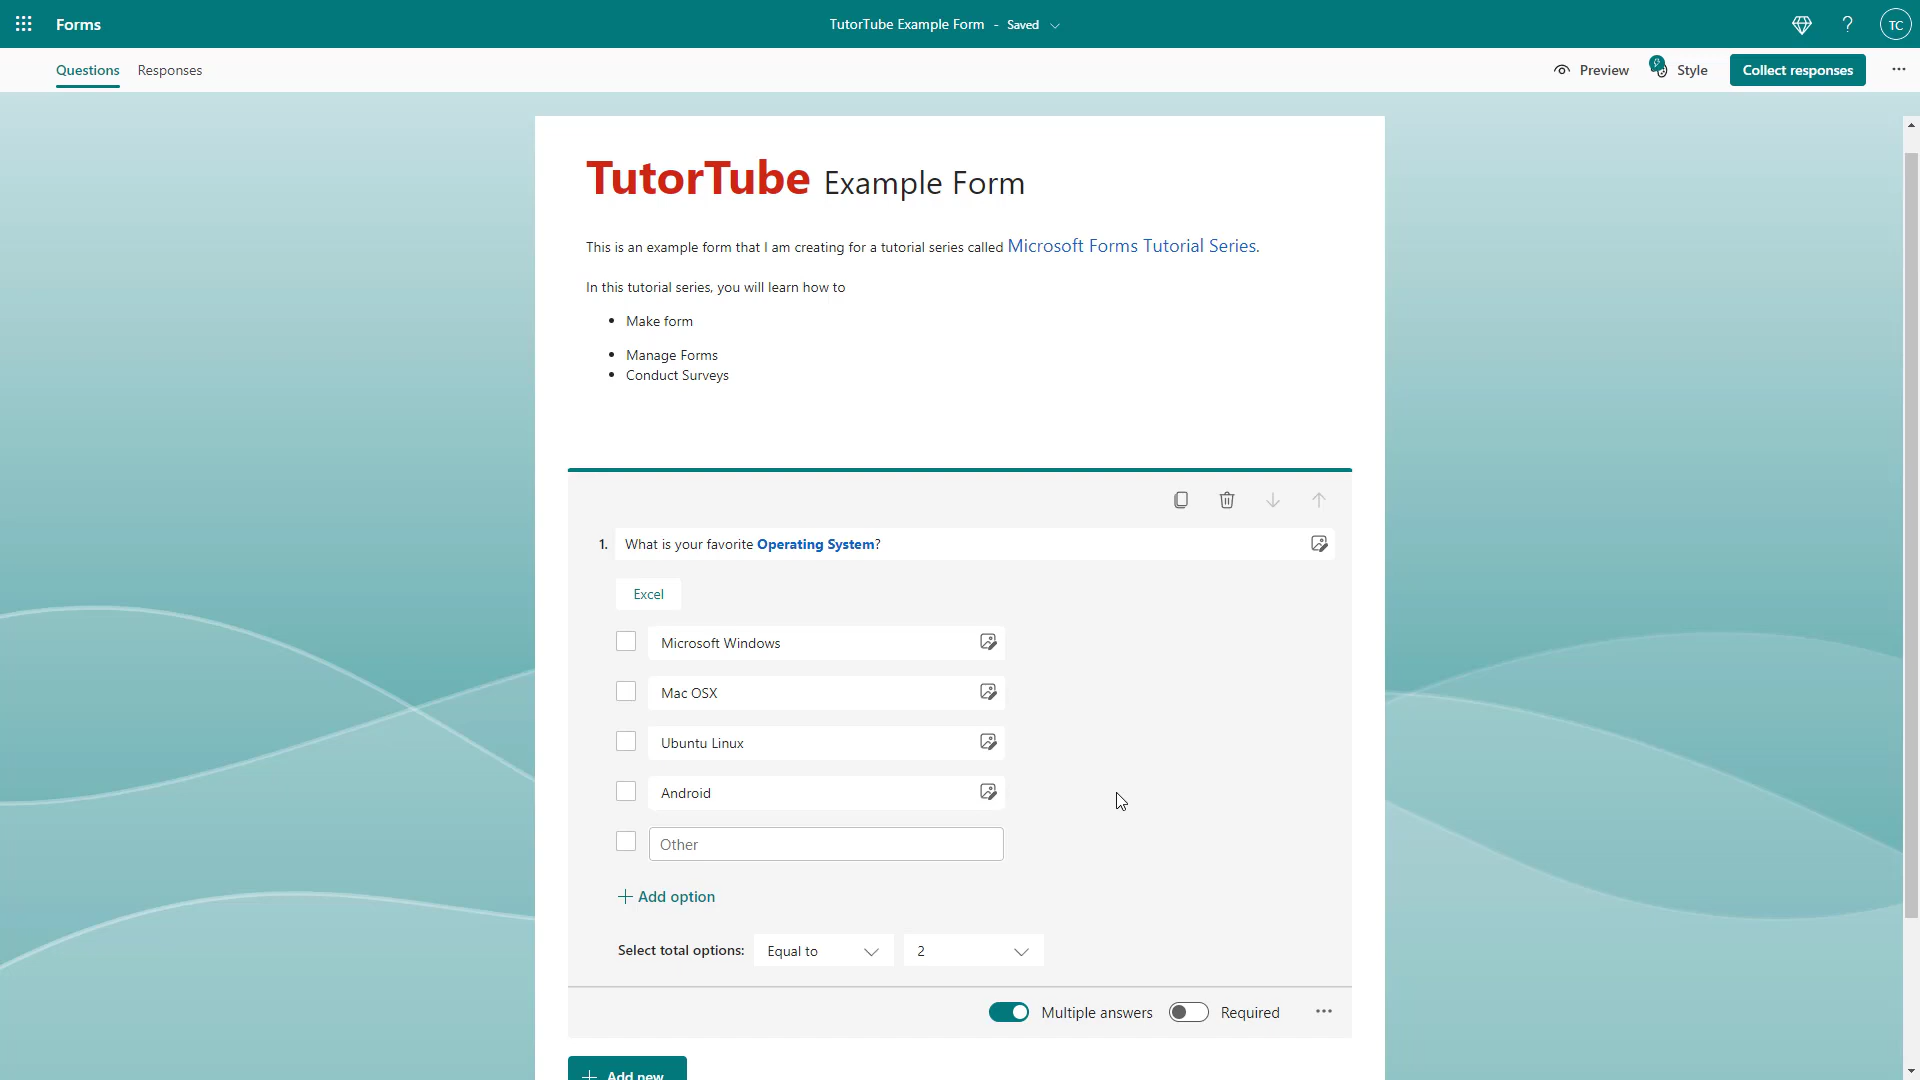 Forms
TutorTube Example Form - Saved
?
TC
Questions Responses
Preview
Style
Collect responses
TutorTube Example Form
This is an example form that I am creating for a tutorial series called Microsoft Forms Tutorial Series.
In this tutorial series, you will learn how to
• Make form
• Manage Forms
• Conduct Surveys
1. What is your favorite Operating System?
Excel
Microsoft Windows
Mac OSX
Ubuntu Linux
Android
Other
+ Add option
Select total options: Equal to 2
Multiple answers Required
+ Add new